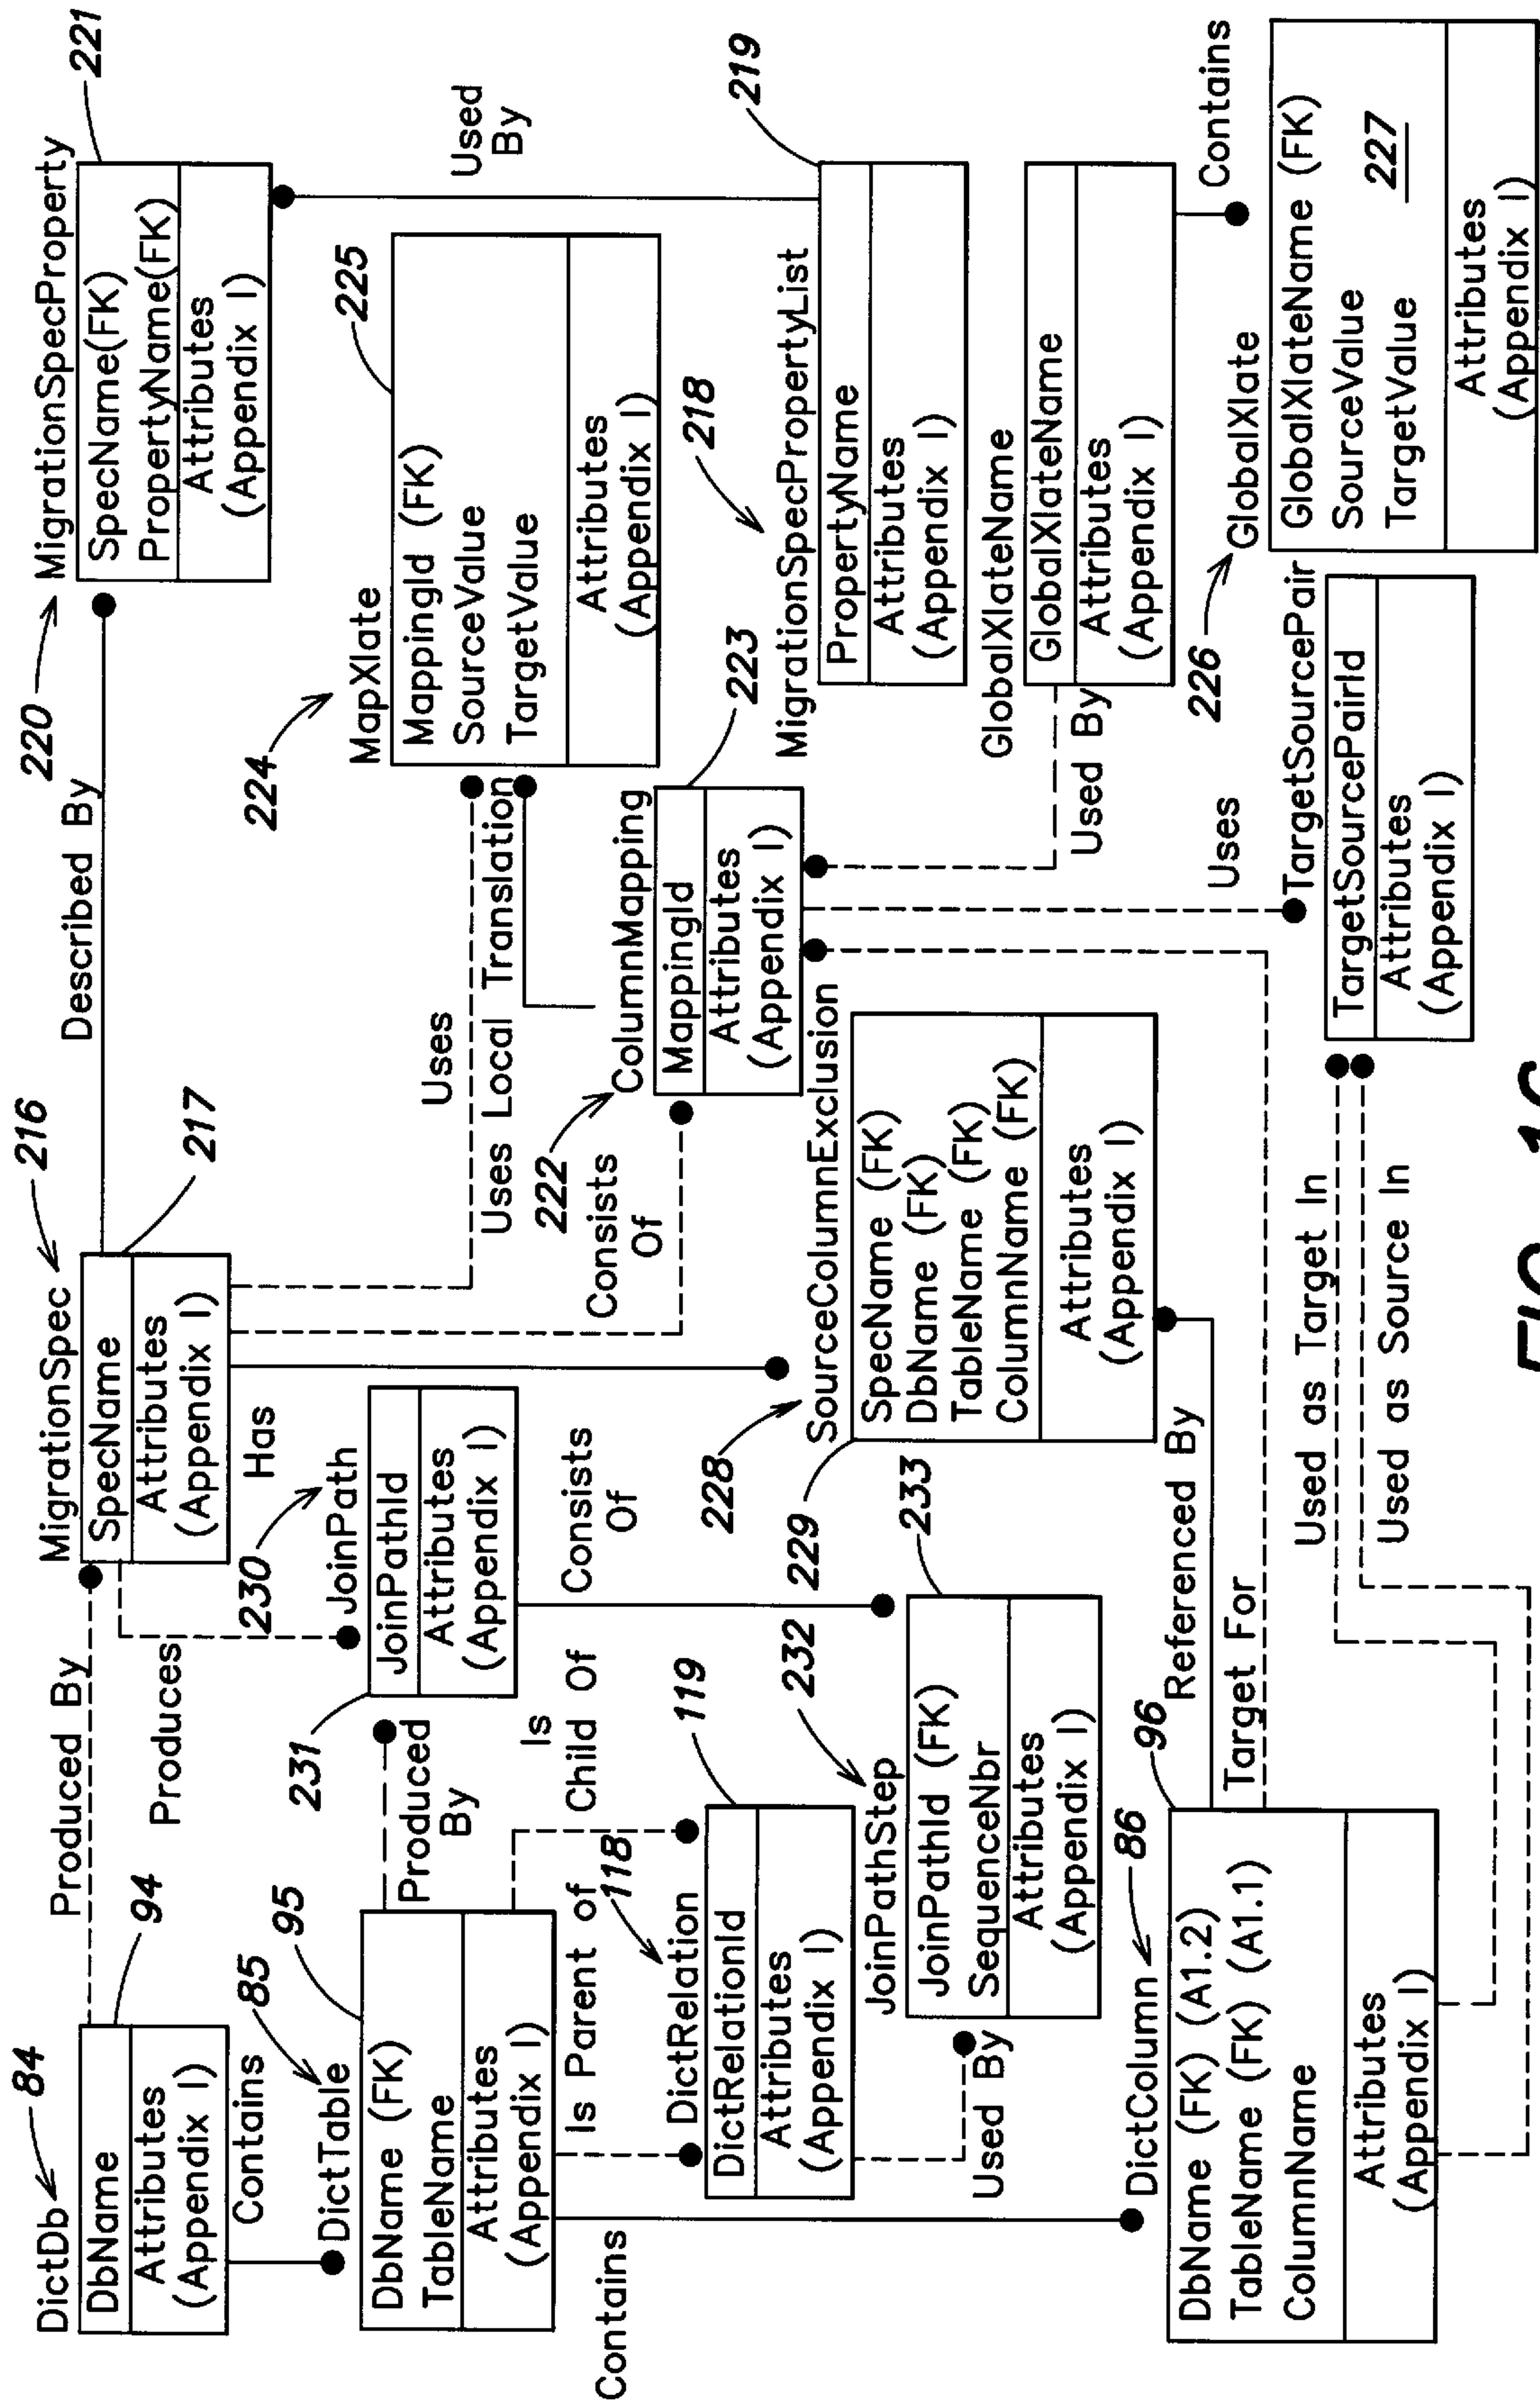 DictDb
84
DbName
Attributes
(Appendix I)
94
Contains
85
DictTable
95
DbName (FK)
TableName
Attributes
(Appendix I)
Contains
Is Parent of
118
DictRelation
119
DictRelationId
Attributes
(Appendix I)
Is
Child Of
Produced
By
Used By
Produced By
Produces
MigrationSpec
216
217
SpecName
Attributes
(Appendix I)
Has
230
JoinPath
231
JoinPathId
Attributes
(Appendix I)
Consists
Of
232
JoinPathStep
233
JoinPathId (FK)
SequenceNbr
Attributes
(Appendix I)
DictColumn
86
96
DbName (FK) (A1.2)
TableName (FK) (A1.1)
ColumnName
Attributes
(Appendix I)
Referenced By
Target For
Used as Target In
Used as Source In
228
SourceColumnExclusion
229
SpecName (FK)
DbName (FK)
TableName (FK)
ColumnName (FK)
Attributes
(Appendix I)
Consists
Of
Uses
Uses Local Translation
222
ColumnMapping
223
MappingId
Attributes
(Appendix I)
Described By
220
MigrationSpecProperty
221
SpecName(FK)
PropertyName(FK)
Attributes
(Appendix I)
224
MapXlate
225
MappingId (FK)
SourceValue
TargetValue
Attributes
(Appendix I)
Used
By
218
MigrationSpecPropertyList
219
PropertyName
Attributes
(Appendix I)
GlobalXlateName
GlobalXlateName
Attributes
(Appendix I)
Used By
Contains
Uses
TargetSourcePair
TargetSourcePairId
Attributes
(Appendix I)
226
GlobalXlate
GlobalXlateName (FK)
SourceValue
TargetValue
227
Attributes
(Appendix I)